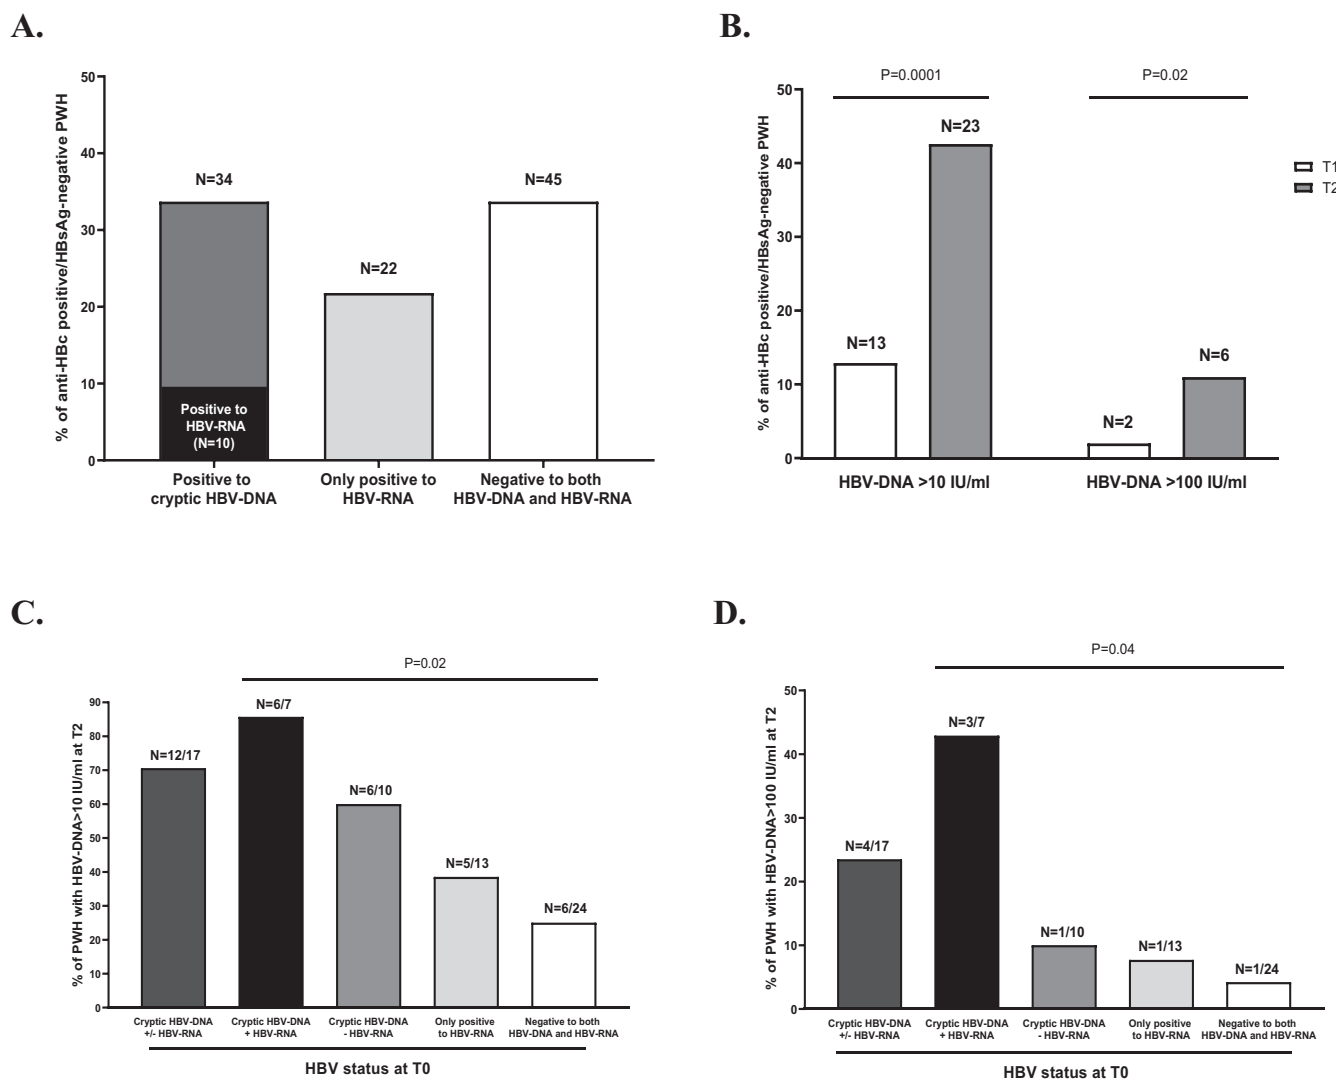 A.
% of anti-HBc positive/HBsAg-negative PWH
50
40
30
20
10
0
N=34
N=22
N=45
Positive to
HBV-RNA
(N=10)
Positive to
cryptic HBV-DNA
Only positive to
HBV-RNA
Negative to both
HBV-DNA and HBV-RNA
B.
% of anti-HBc positive/HBsAg-negative PWH
50
40
30
20
10
0
P=0.0001
P=0.02
N=13
N=23
N=2
N=6
HBV-DNA >10 IU/ml
HBV-DNA >100 IU/ml
T1
T2
C.
% of PWH with HBV-DNA>10 IU/ml at T2
90
80
70
60
50
40
30
20
10
0
P=0.02
N=12/17
N=6/7
N=6/10
N=5/13
N=6/24
Cryptic HBV-DNA
+/- HBV-RNA
Cryptic HBV-DNA
+ HBV-RNA
Cryptic HBV-DNA
- HBV-RNA
Only positive
to HBV-RNA
Negative to both
HBV-DNA and HBV-RNA
HBV status at T0
D.
% of PWH with HBV-DNA>100 IU/ml at T2
50
40
30
20
10
0
P=0.04
N=4/17
N=3/7
N=1/10
N=1/13
N=1/24
Cryptic HBV-DNA
+/- HBV-RNA
Cryptic HBV-DNA
+ HBV-RNA
Cryptic HBV-DNA
- HBV-RNA
Only positive
to HBV-RNA
Negative to both
HBV-DNA and HBV-RNA
HBV status at T0